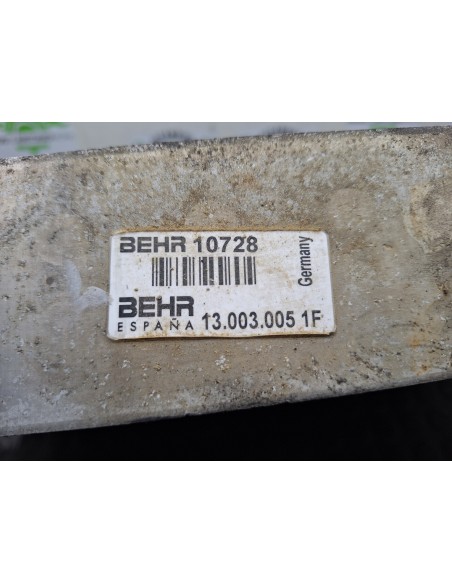 BEHR 10728
Germany
BEHR
ESPAÑA 13.003.005 1F